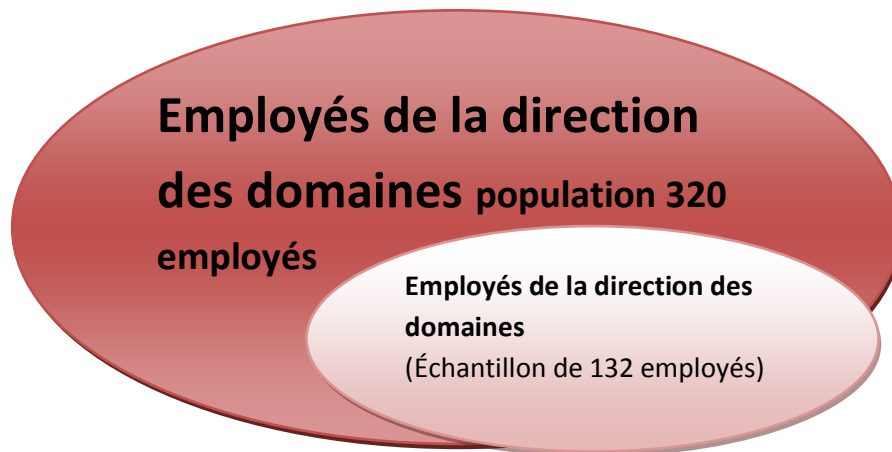 Employés de la direction
des domaines population 320
employés
Employés de la direction des
domaines
(Échantillon de 132 employés)